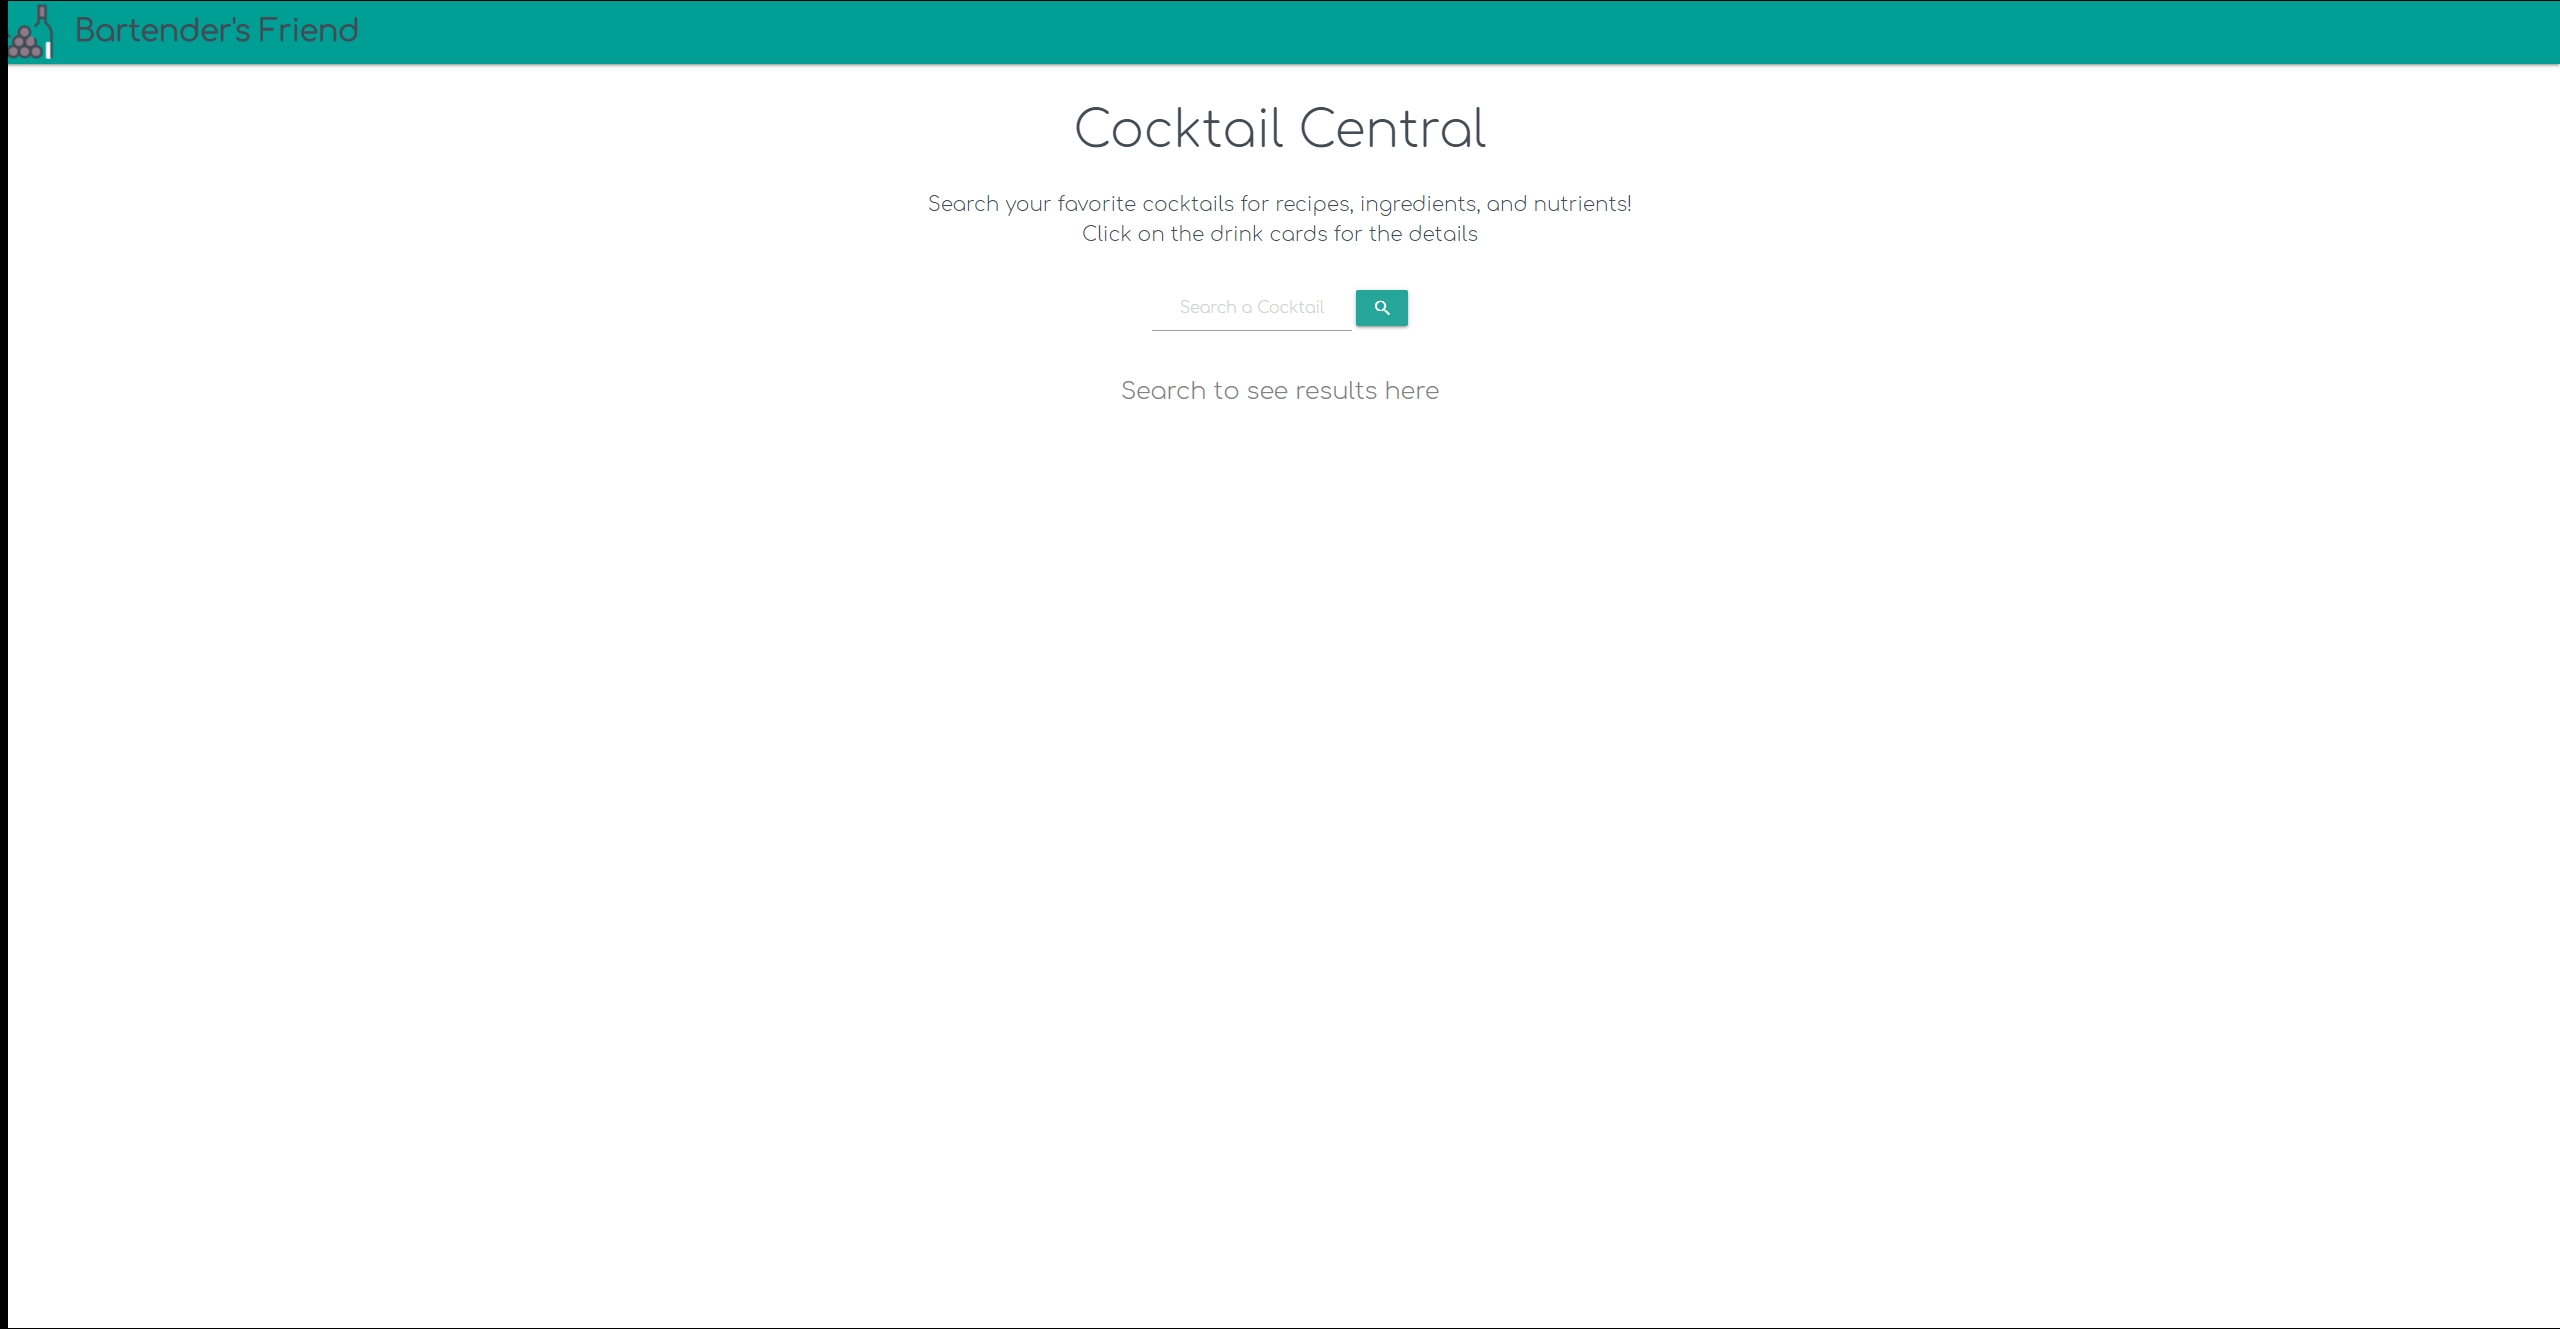 Bartender's Friend
Cocktail Central
Search your favorite cocktails for recipes, ingredients, and nutrients!
Click on the drink cards for the details
Search a Cocktail
Search to see results here